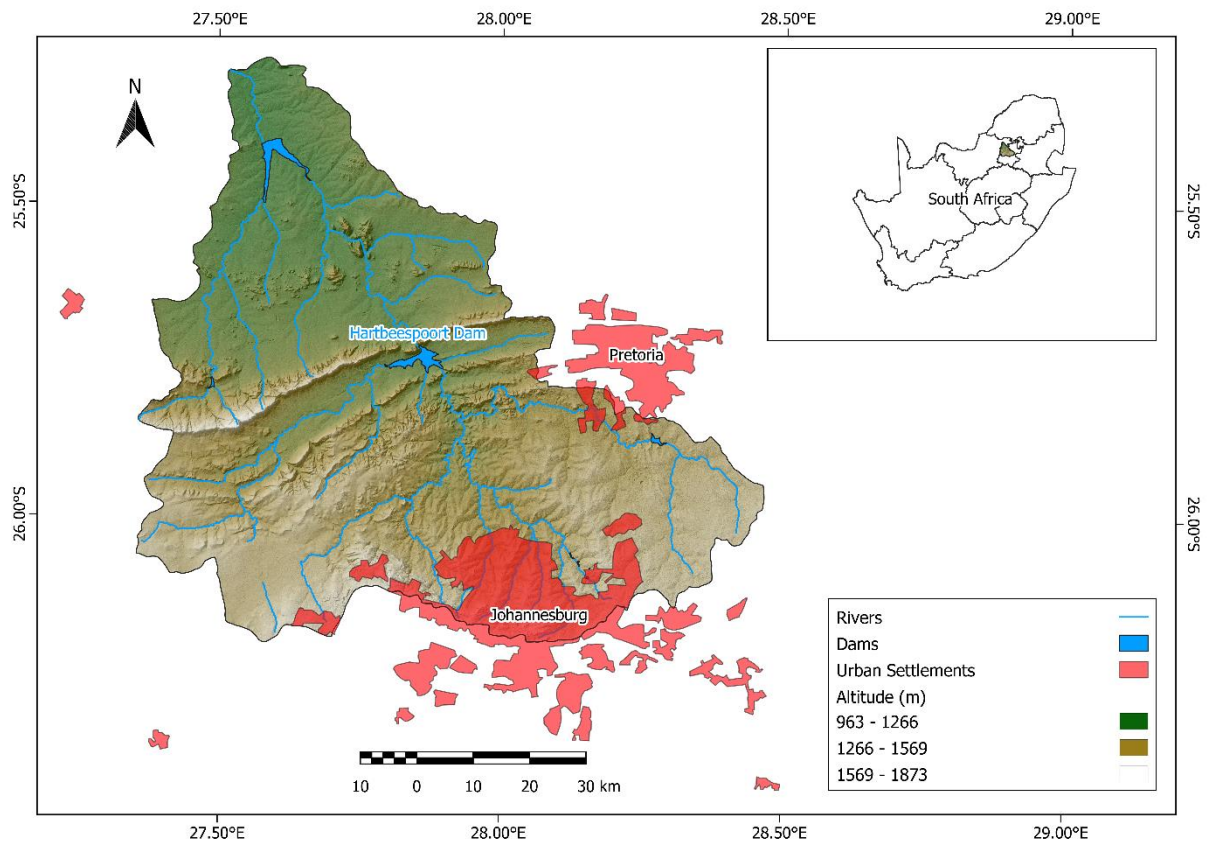 27.50°E 28.00°E 28.50°E 29.00°E
N
25.50°S
25.50°S
South Africa
Hartbeespoort Dam
Pretoria
26.00°S
26.00°S
Johannesburg
Rivers
Dams
Urban Settlements
Altitude (m)
963 - 1266
1266 - 1569
1569 - 1873
10 0 10 20 30 km
27.50°E 28.00°E 28.50°E 29.00°E